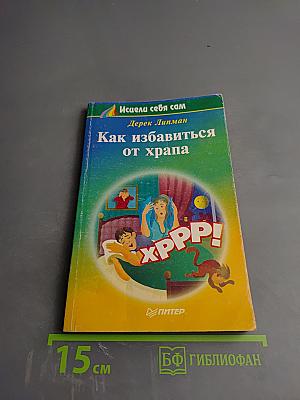 Исцели себя сам
Дерек Липман
Как избавиться
от храпа
ХРРР!
ПИТЕР
15 см
БФ ГИБЛИОФАН